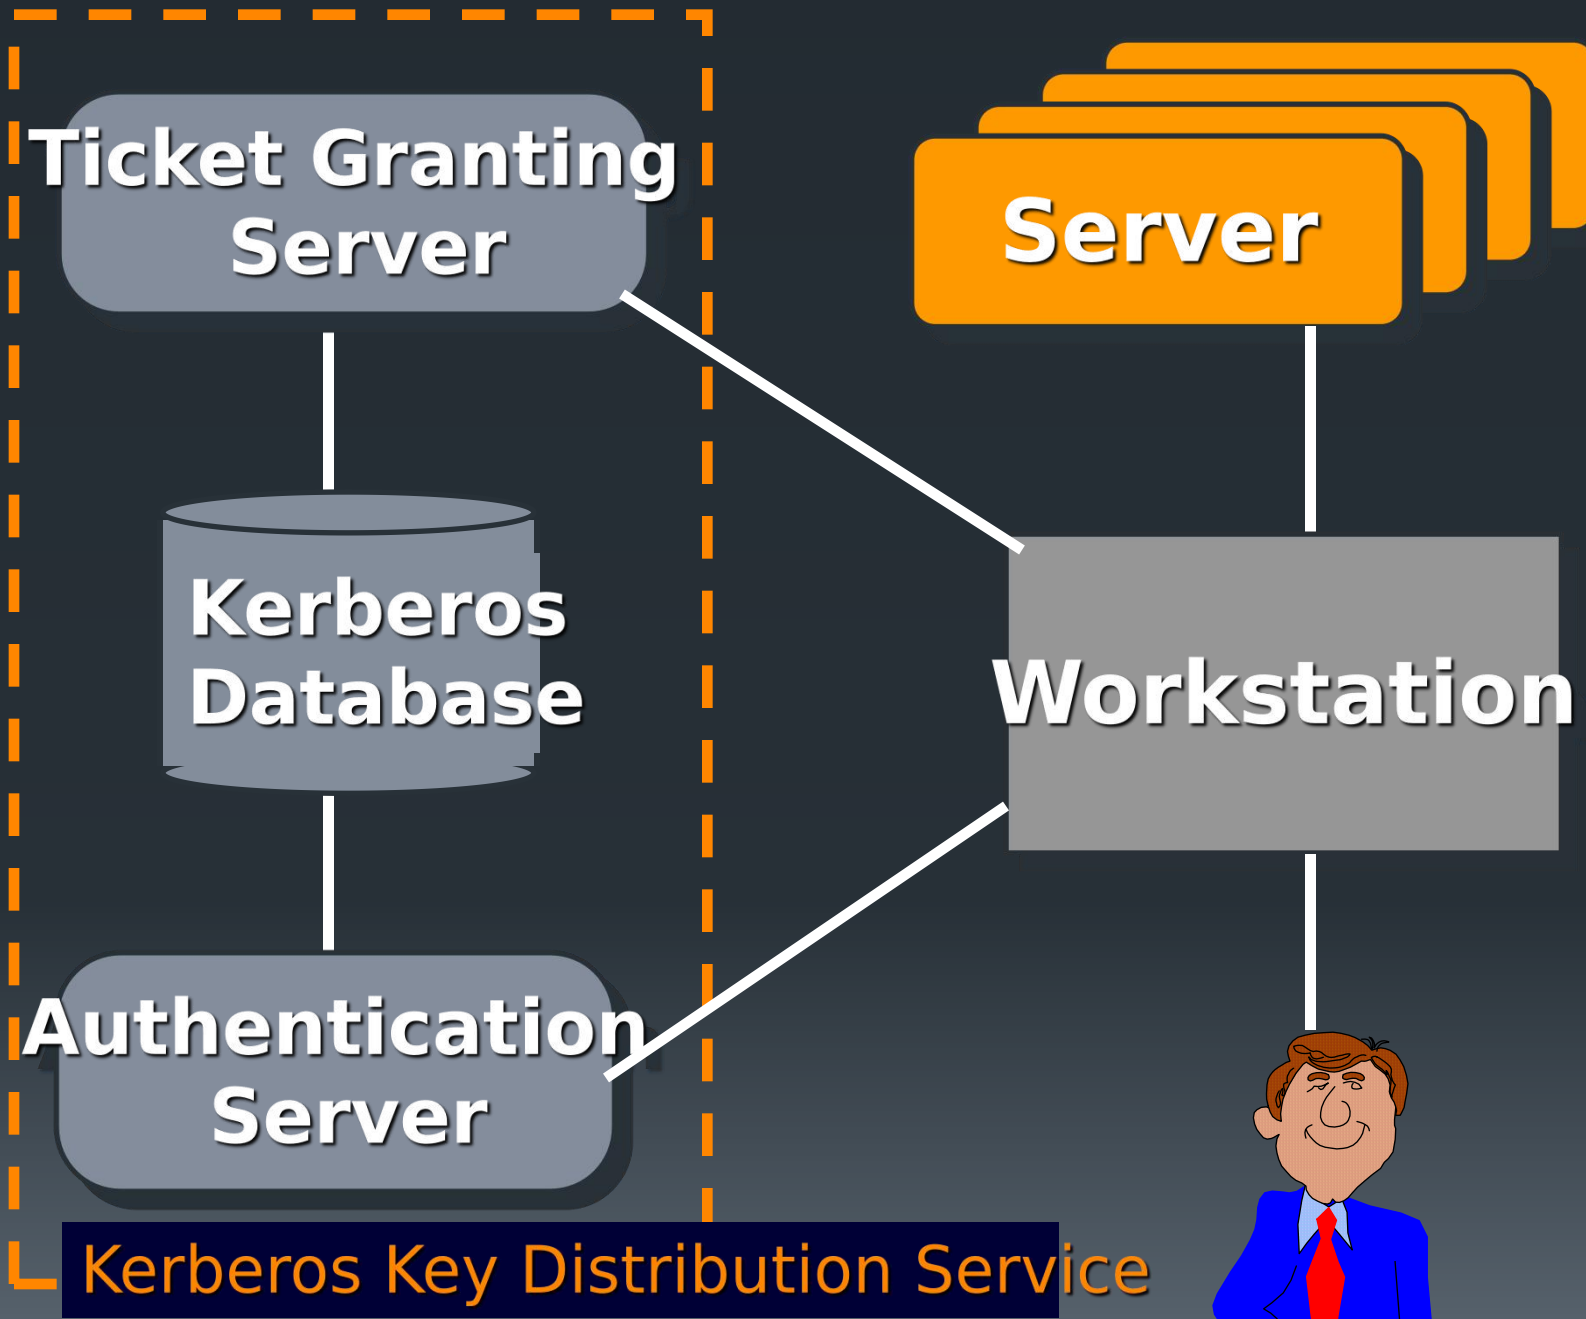 Ticket Granting
Server
Server
Kerberos
Database
Workstation
Authentication
Server
Kerberos Key Distribution Service